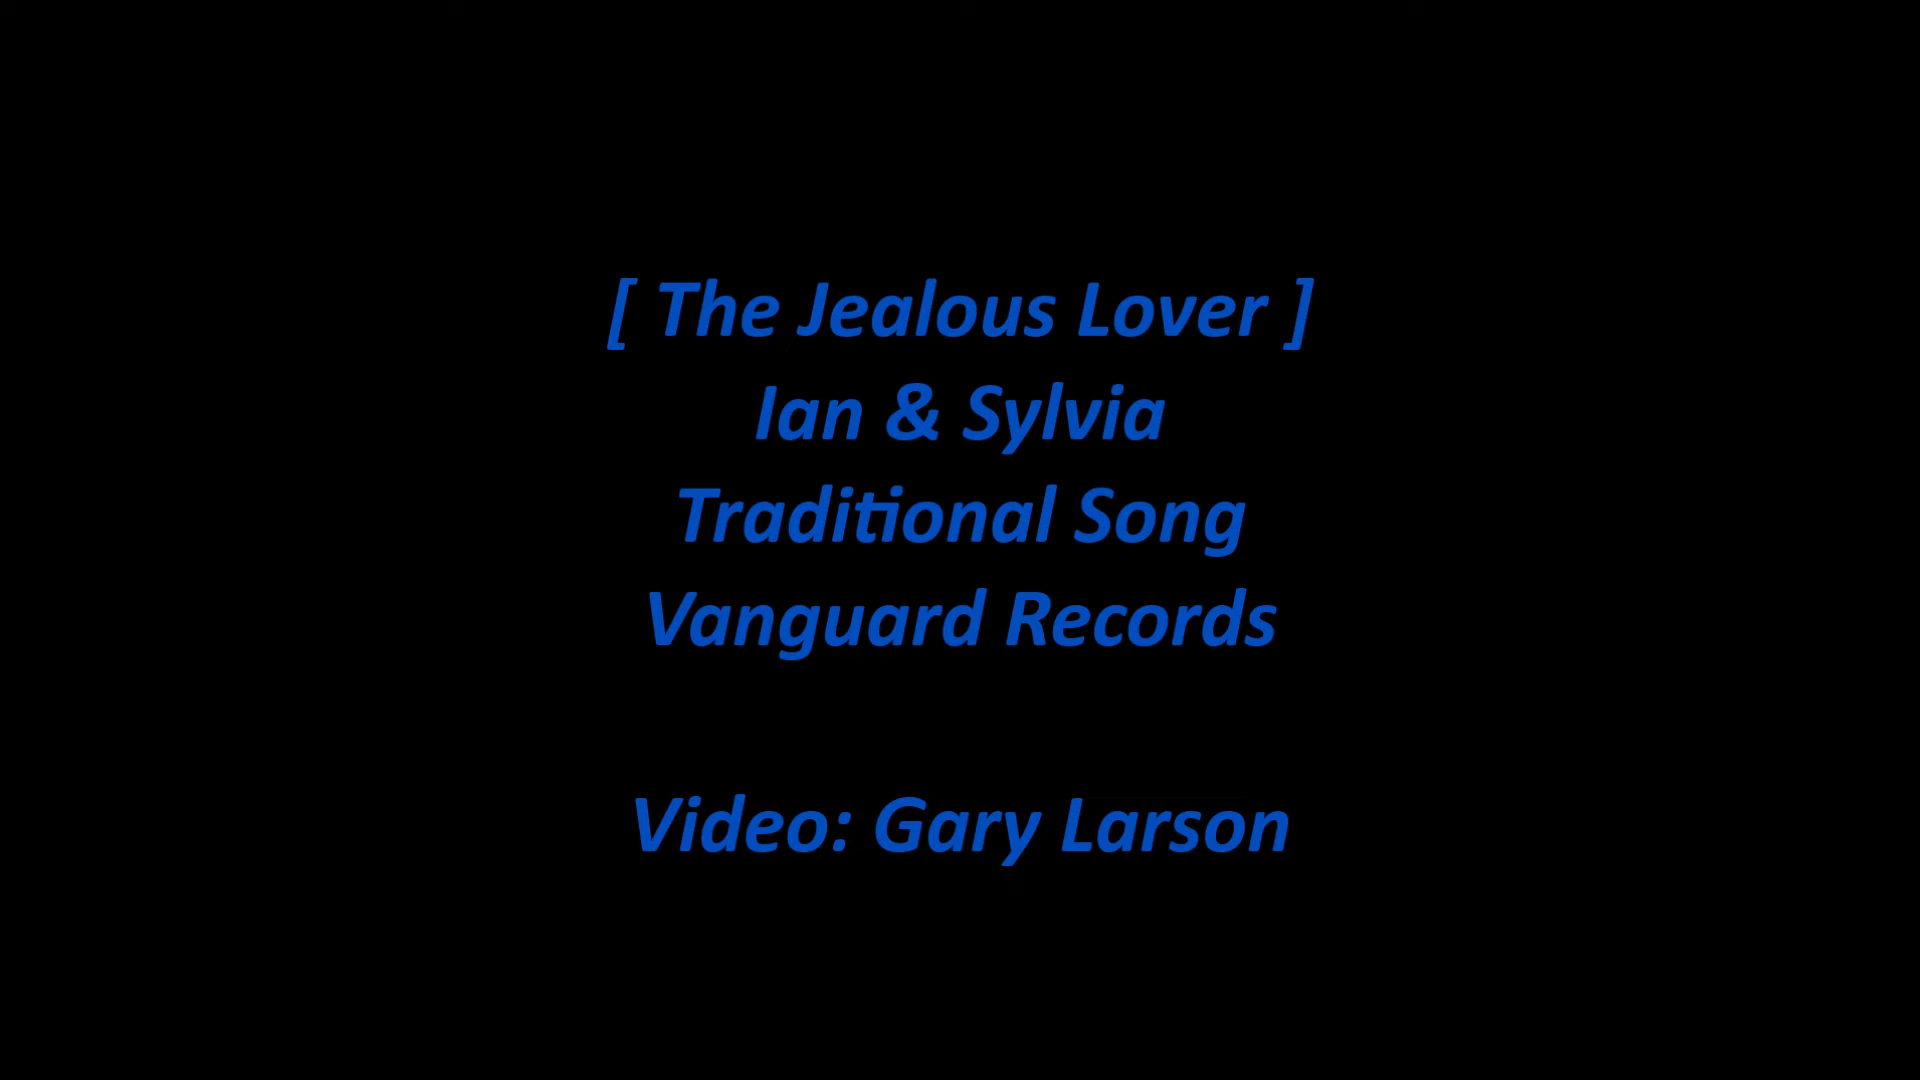 [ The Jealous Lover ]
Ian & Sylvia
Traditional Song
Vanguard Records
Video: Gary Larson